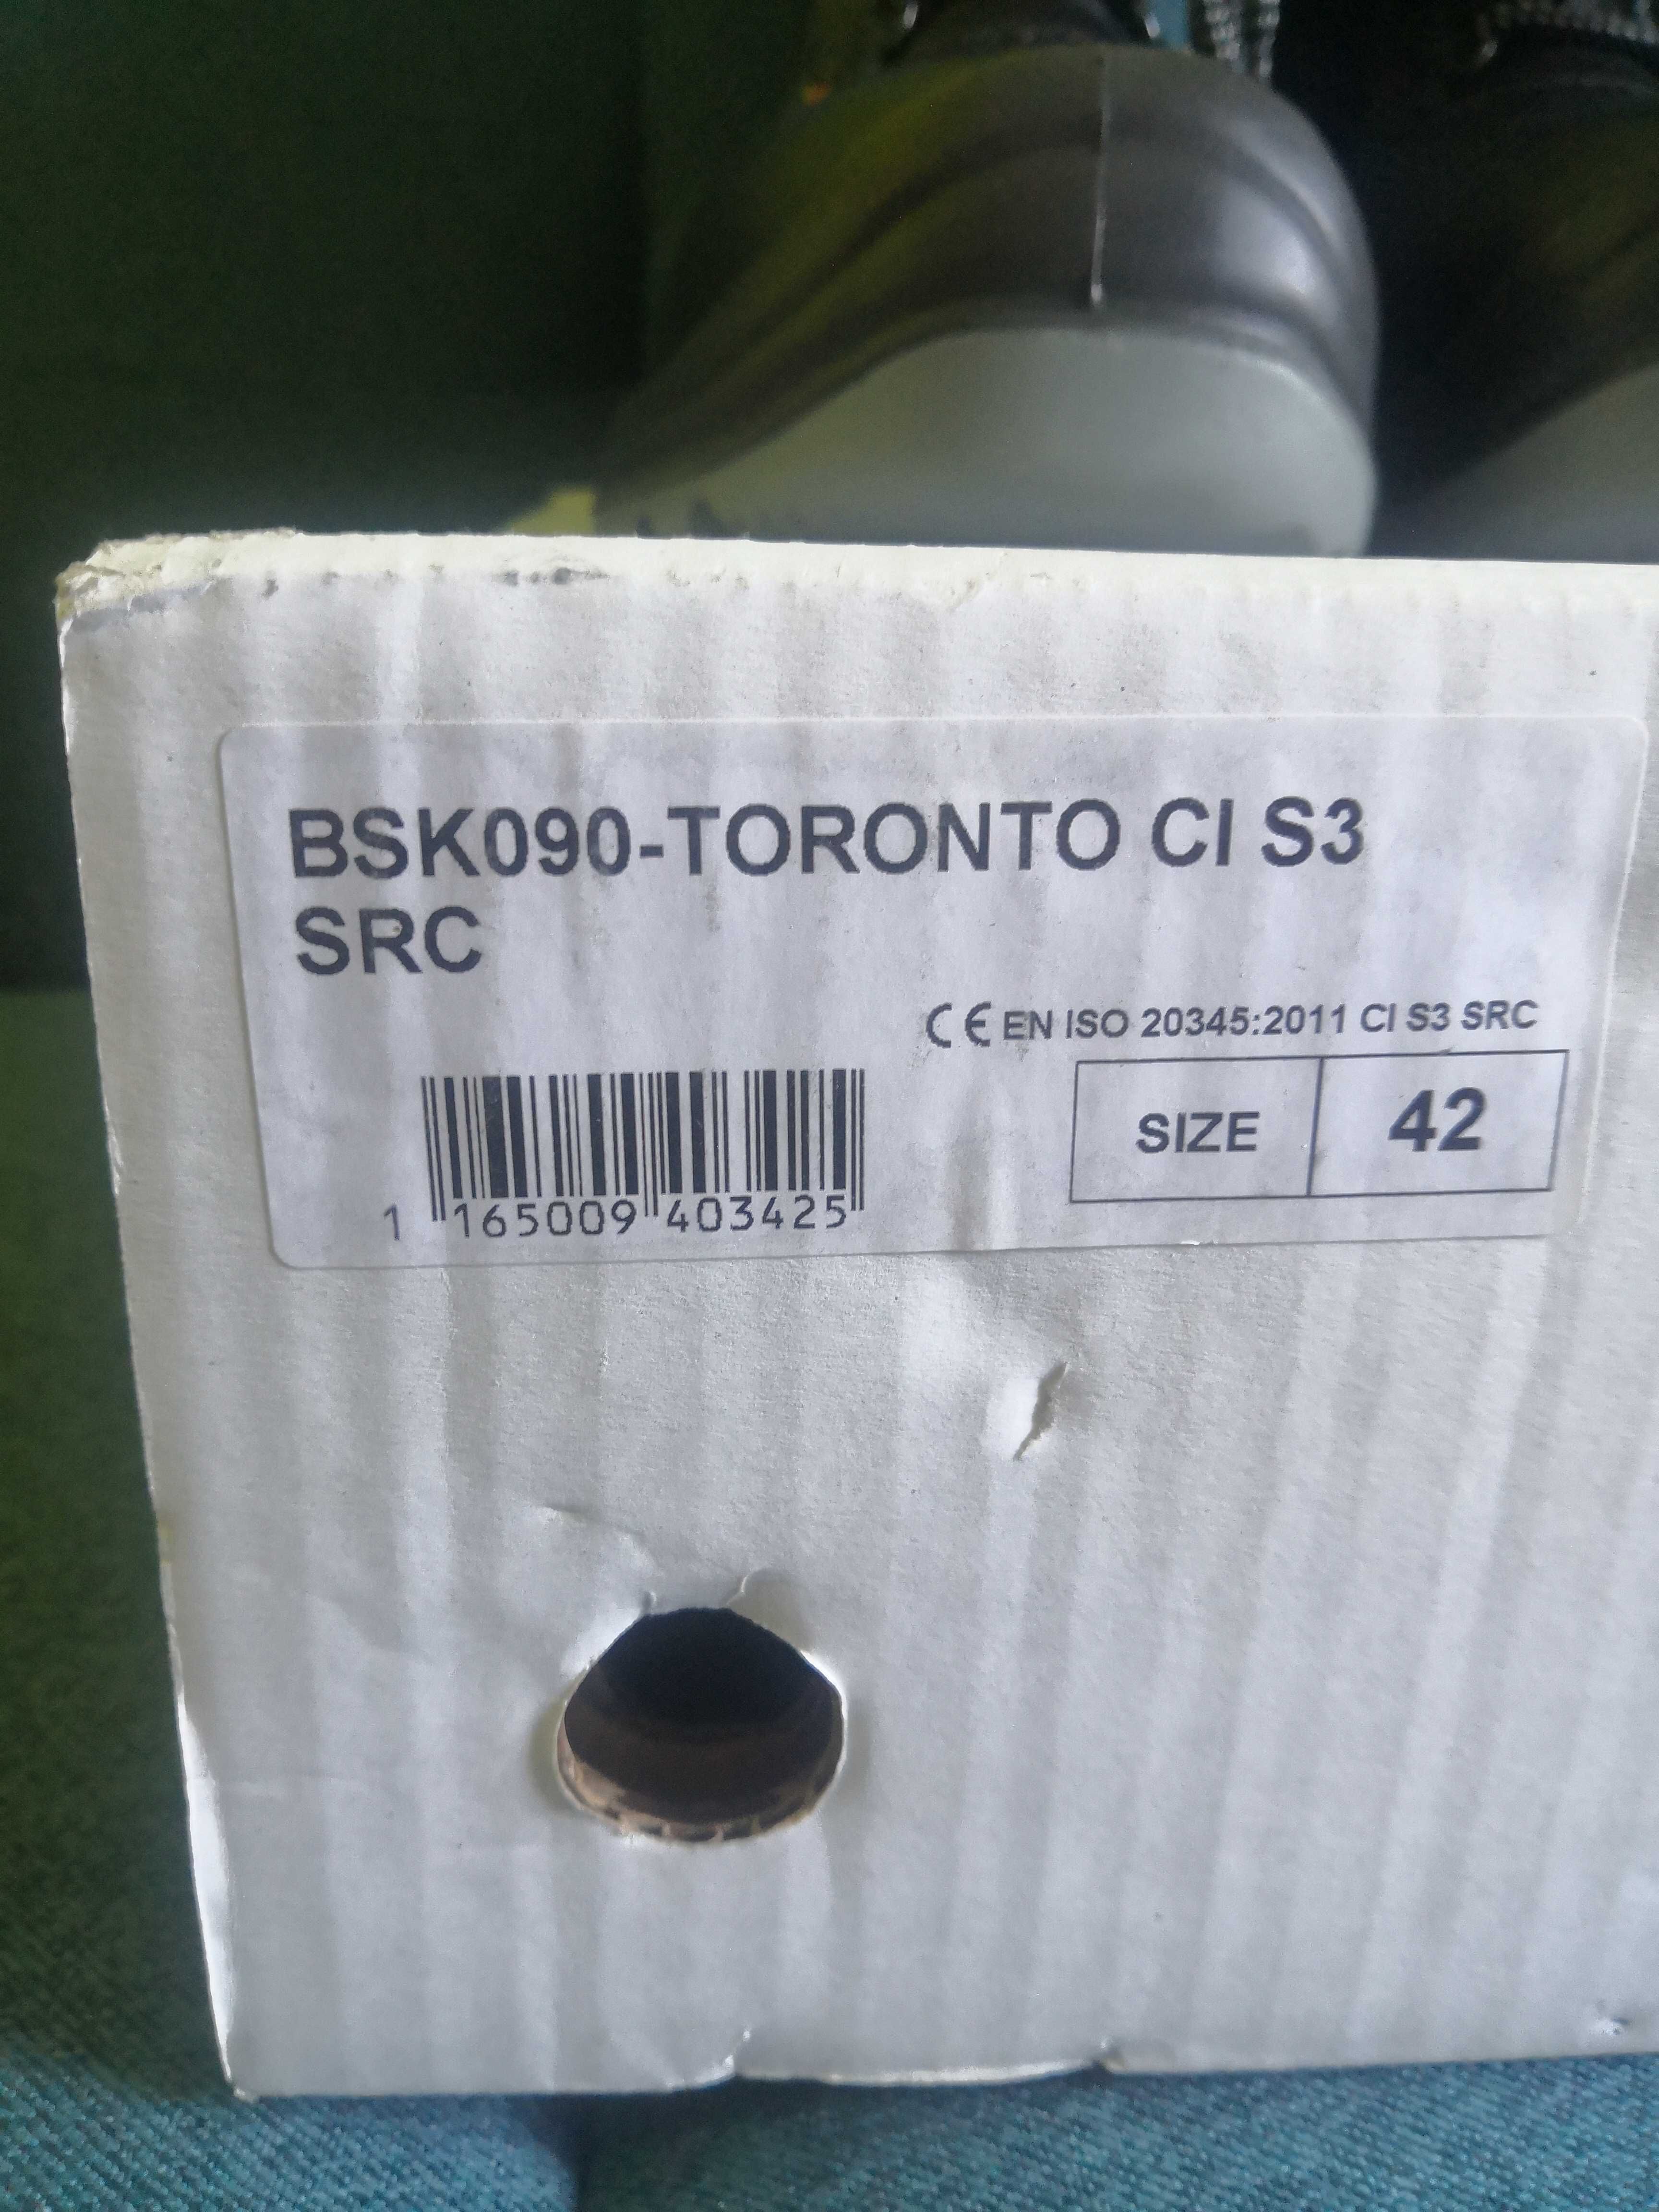 BSK090-TORONTO CI S3
SRC
CE EN ISO 20345:2011 CI S3 SRC
SIZE 42
1 165009 403425